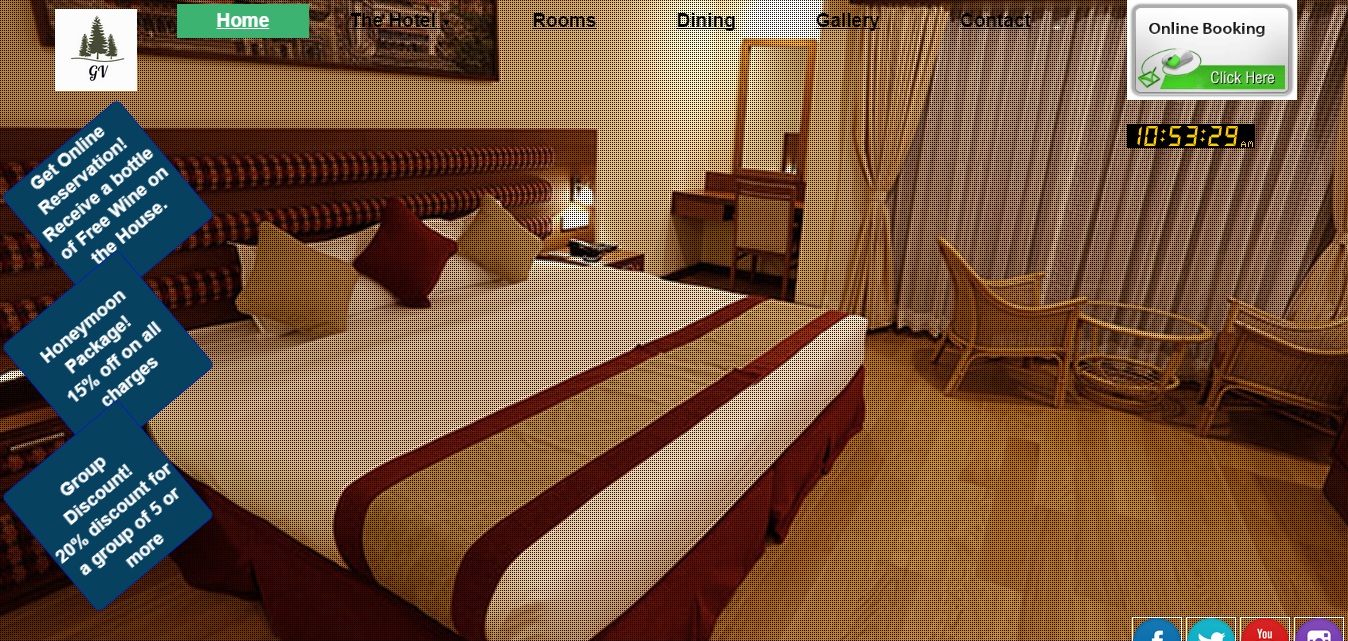 GV
Home
The Hotel
Rooms
Dining
Gallery
Contact
Online Booking
Click Here
10:53:29 AM
Get Online
Reservation!
Receive a bottle
of Free Wine on
the House.
Honeymoon
Package!
15% off on all
charges
Group
Discount!
20% discount for
a group of 5 or
more
f
You